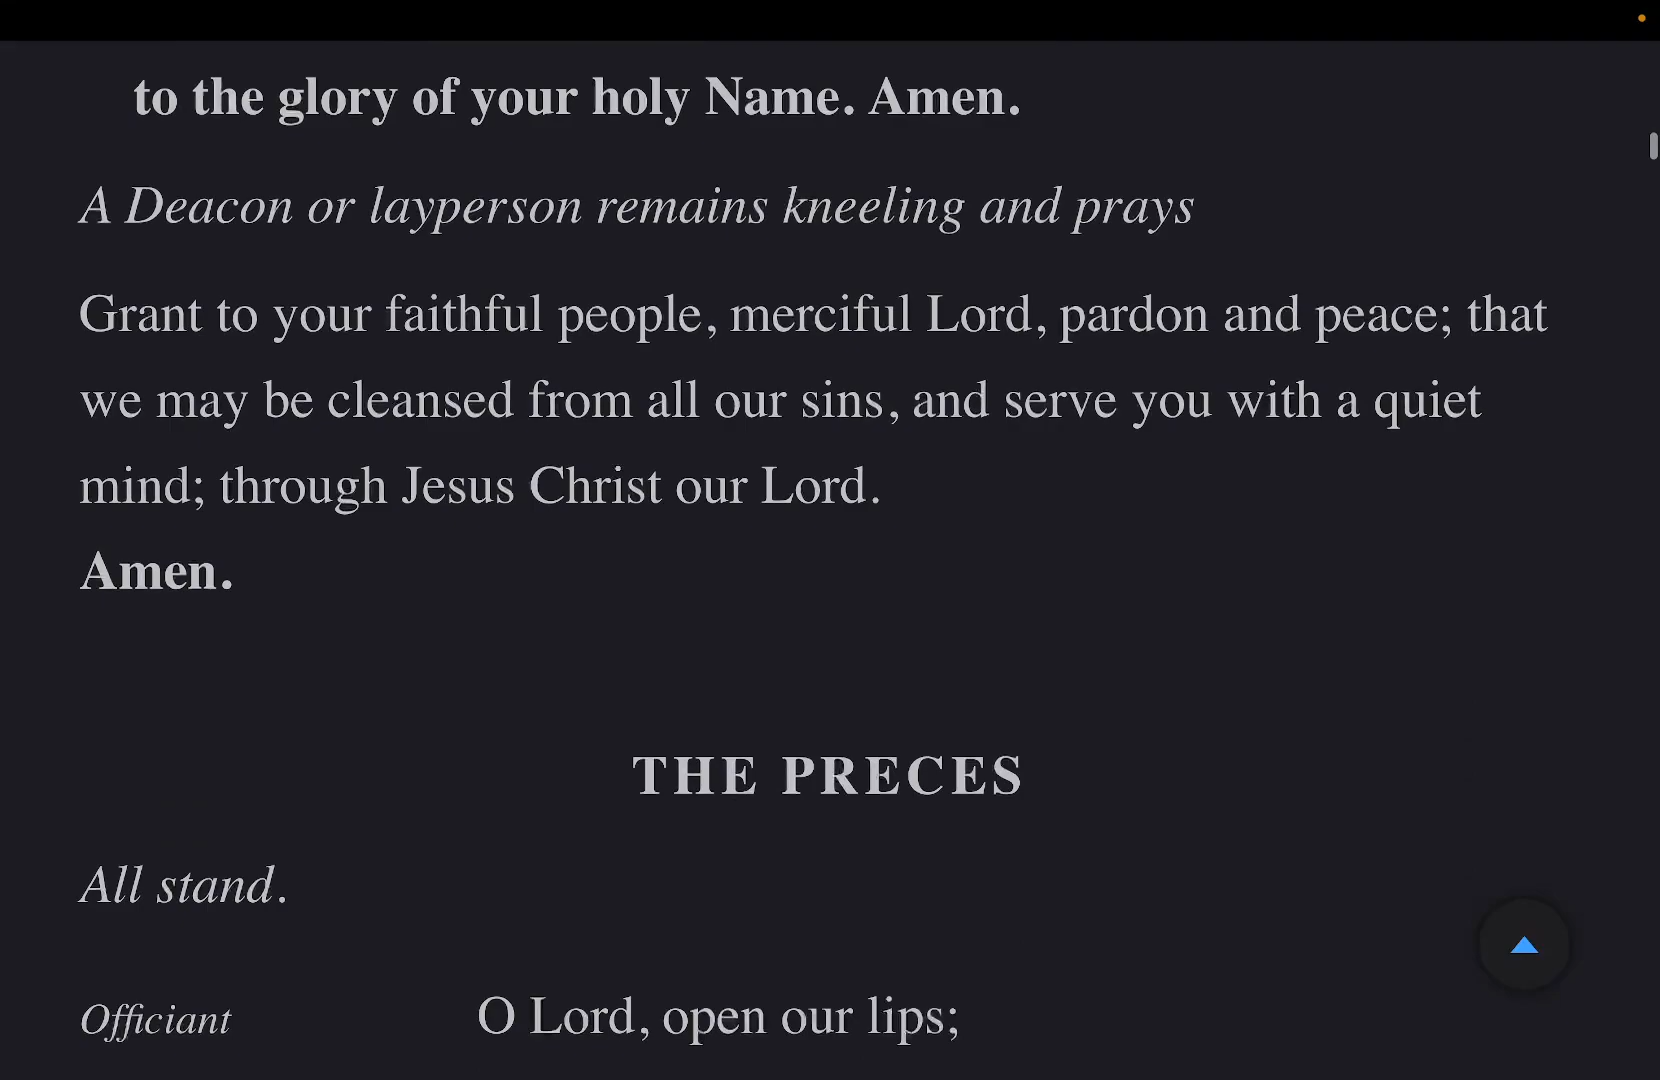 to the glory of your holy Name. Amen.
A Deacon or layperson remains kneeling and prays
Grant to your faithful people, merciful Lord, pardon and peace; that
we may be cleansed from all our sins, and serve you with a quiet
mind; through Jesus Christ our Lord.
Amen.
THE PRECES
All stand.
Officiant O Lord, open our lips;